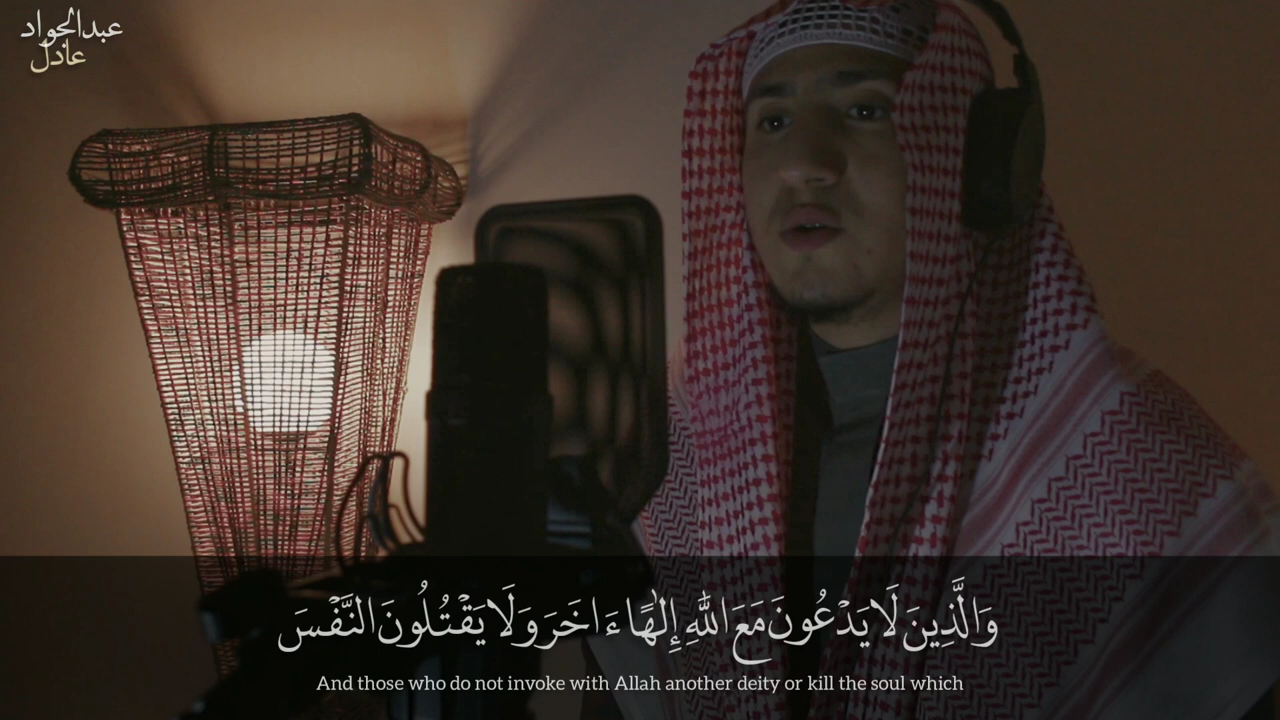 عبدالجواد
عادل
وَالَّذِينَ لَا يَدْعُونَ مَعَ اللَّهِ إِلَٰهًا ءَاخَرَ وَلَا يَقْتُلُونَ النَّفْسَ
And those who do not invoke with Allah another deity or kill the soul which